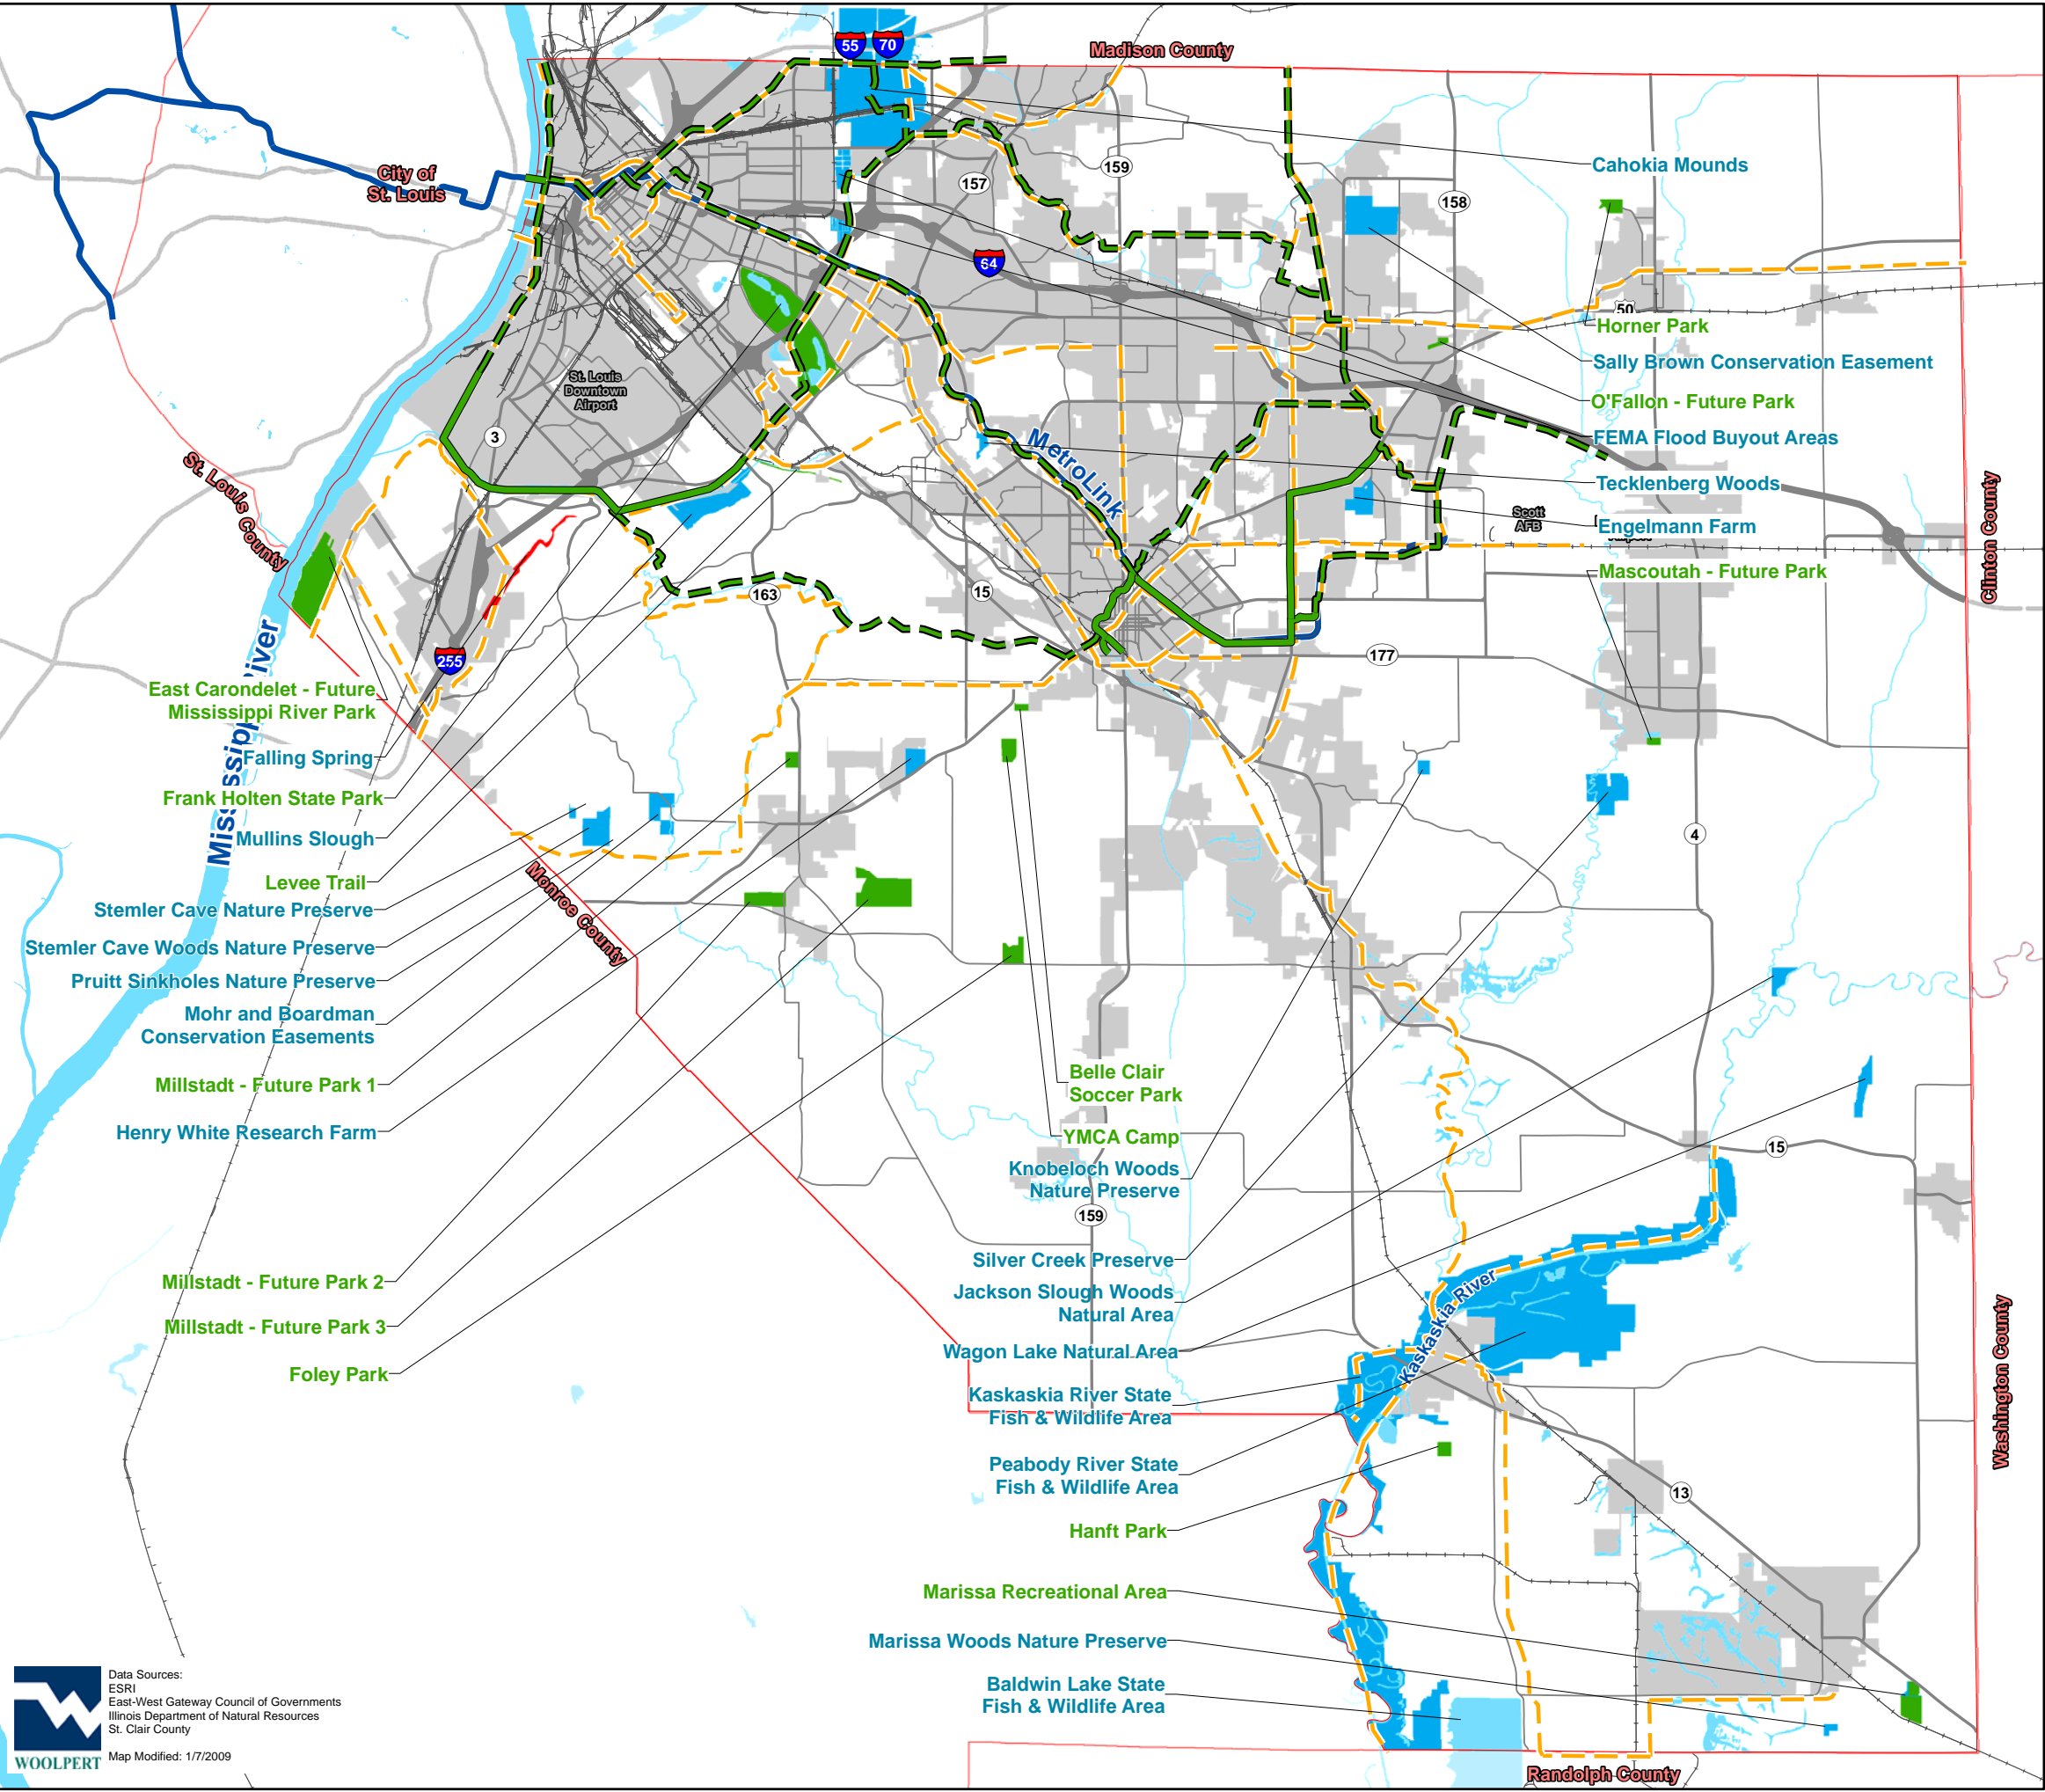 55
70
Madison County
City of
St. Louis
Cahokia Mounds
159
157
158
64
50
Horner Park
Sally Brown Conservation Easement
St. Louis
Downtown
Airport
O'Fallon - Future Park
3
MetroLink
FEMA Flood Buyout Areas
St. Louis County
Tecklenberg Woods
Clinton County
Scott
AFB
Engelmann Farm
Mascoutah - Future Park
163
15
Mississippi River
255
177
East Carondelet - Future
Mississippi River Park
Falling Spring
Frank Holten State Park
Mullins Slough
4
Levee Trail
Monroe County
Stemler Cave Nature Preserve
Stemler Cave Woods Nature Preserve
Pruitt Sinkholes Nature Preserve
Mohr and Boardman
Conservation Easements
Millstadt - Future Park 1
Henry White Research Farm
Belle Clair
Soccer Park
YMCA Camp
15
Knobeloch Woods
Nature Preserve
159
Silver Creek Preserve
Millstadt - Future Park 2
Jackson Slough Woods
Natural Area
Millstadt - Future Park 3
Kaskaskia River
Wagon Lake Natural Area
Washington County
Foley Park
Kaskaskia River State
Fish & Wildlife Area
Peabody River State
Fish & Wildlife Area
13
Hanft Park
Marissa Recreational Area
Marissa Woods Nature Preserve
Baldwin Lake State
Fish & Wildlife Area
Data Sources:
ESRI
East-West Gateway Council of Governments
Illinois Department of Natural Resources
St. Clair County
Map Modified: 1/7/2009
WOOLPERT
Randolph County